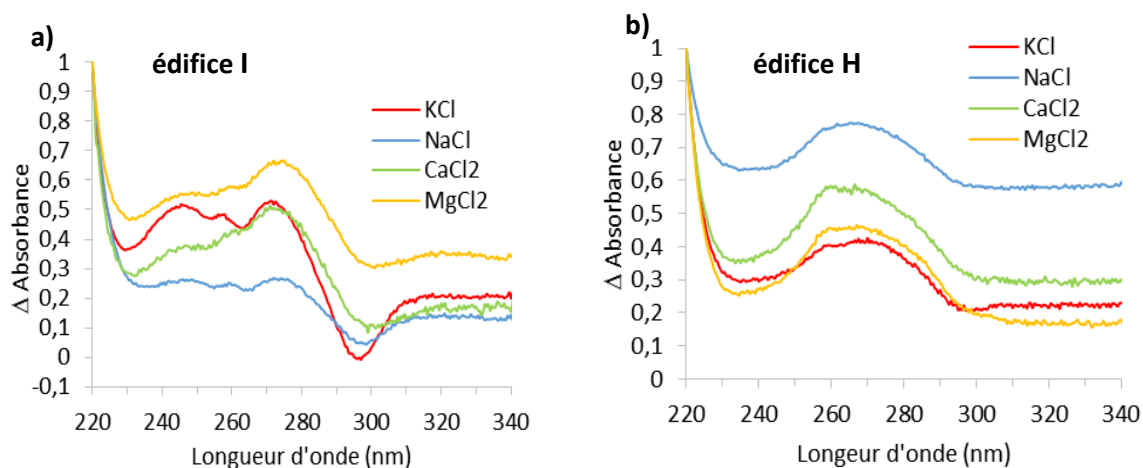 a)
édifice I
1
0,9
0,8
0,7
0,6
0,5
0,4
0,3
0,2
0,1
0
-0,1
Δ Absorbance
KCl
NaCl
CaCl2
MgCl2
220 240 260 280 300 320 340
Longueur d'onde (nm)
b)
édifice H
1
0,9
0,8
0,7
0,6
0,5
0,4
0,3
0,2
0,1
0
Δ Absorbance
KCl
NaCl
CaCl2
MgCl2
220 240 260 280 300 320 340
Longueur d'onde (nm)